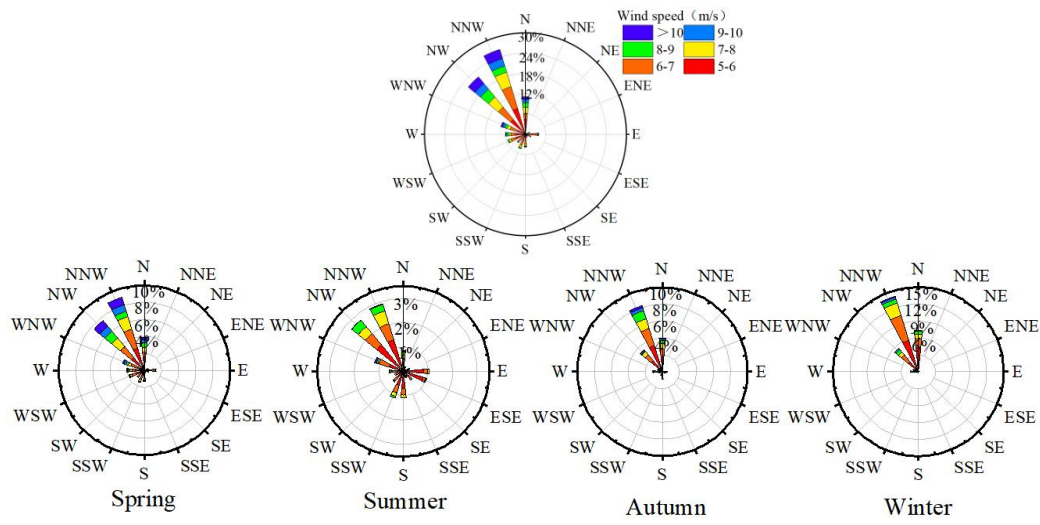 Wind speed（m/s）
＞10 9-10
8-9 7-8
6-7 5-6
N
NNW NNE
NW NE
WNW ENE
W E
WSW ESE
SW SE
SSW SSE
S
30%
24%
18%
12%
N
NNW NNE
NW NE
WNW ENE
W E
WSW ESE
SW SE
SSW SSE
S
10%
8%
6%
Spring
N
NNW NNE
NW NE
WNW ENE
W E
WSW ESE
SW SE
SSW SSE
S
3%
2%
Summer
N
NNW NNE
NW NE
WNW ENE
W E
WSW ESE
SW SE
SSW SSE
S
10%
8%
6%
Autumn
N
NNW NNE
NW NE
WNW ENE
W E
WSW ESE
SW SE
SSW SSE
S
15%
12%
9%
Winter